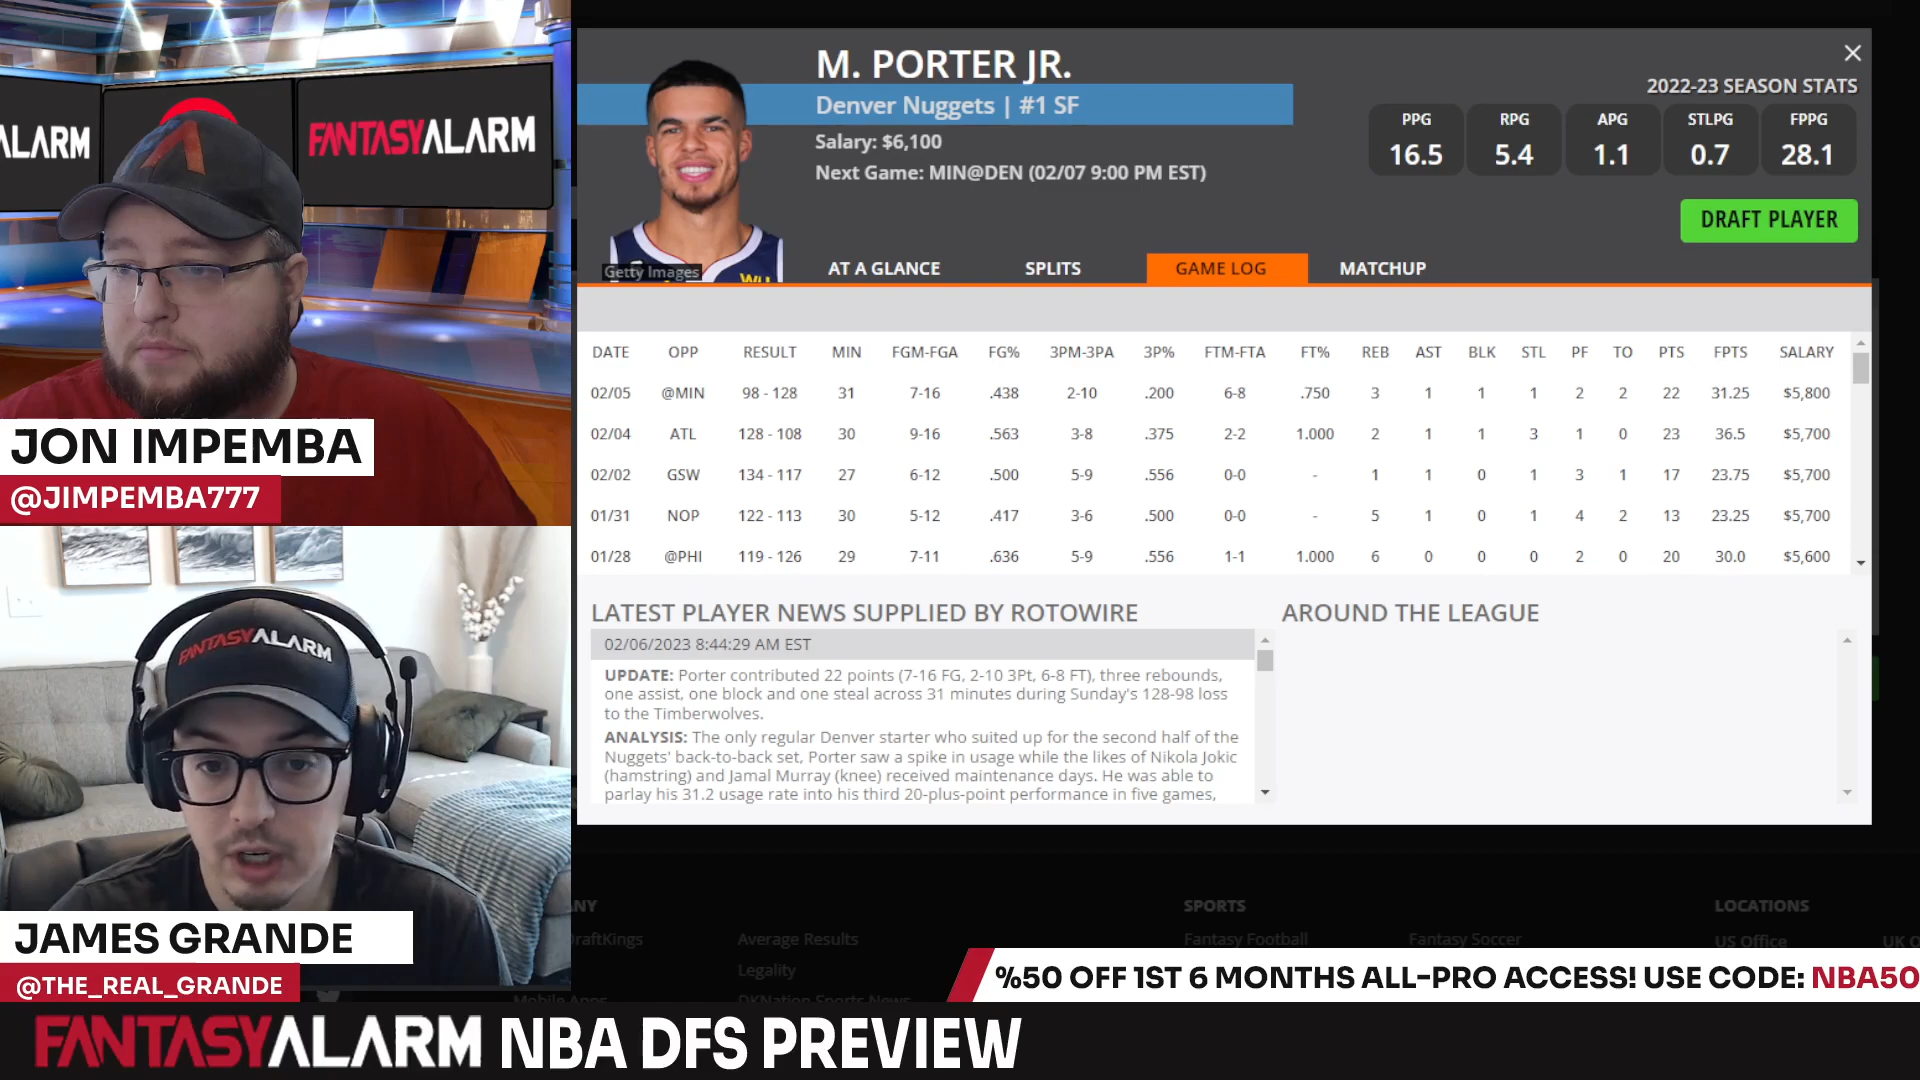 ALARM
FANTASYALARM
JON IMPEMBA
@JIMPEMBA777
FANTASYALARM
JAMES GRANDE
@THE_REAL_GRANDE
M. PORTER JR.
Denver Nuggets | #1 SF
Salary: $6,100
Next Game: MIN@DEN (02/07 9:00 PM EST)
Getty Images
2022-23 SEASON STATS
PPG RPG APG STLPG FPPG
16.5 5.4 1.1 0.7 28.1
DRAFT PLAYER
AT A GLANCE SPLITS GAME LOG MATCHUP
DATE OPP RESULT MIN FGM-FGA FG% 3PM-3PA 3P% FTM-FTA FT% REB AST BLK STL PF TO PTS FPTS SALARY
02/05 @MIN 98 - 128 31 7-16 .438 2-10 .200 6-8 .750 3 1 1 1 2 2 22 31.25 $5,800
02/04 ATL 128 - 108 30 9-16 .563 3-8 .375 2-2 1.000 2 1 1 3 1 0 23 36.5 $5,700
02/02 GSW 134 - 117 27 6-12 .500 5-9 .556 0-0 - 1 1 0 1 3 1 17 23.75 $5,700
01/31 NOP 122 - 113 30 5-12 .417 3-6 .500 0-0 - 5 1 0 1 4 2 13 23.25 $5,700
01/28 @PHI 119 - 126 29 7-11 .636 5-9 .556 1-1 1.000 6 0 0 0 2 0 20 30.0 $5,600
LATEST PLAYER NEWS SUPPLIED BY ROTOWIRE
02/06/2023 8:44:29 AM EST
UPDATE: Porter contributed 22 points (7-16 FG, 2-10 3Pt, 6-8 FT), three rebounds,
one assist, one block and one steal across 31 minutes during Sunday's 128-98 loss
to the Timberwolves.
ANALYSIS: The only regular Denver starter who suited up for the second half of the
Nuggets' back-to-back set, Porter saw a spike in usage while the likes of Nikola Jokic
(hamstring) and Jamal Murray (knee) received maintenance days. He was able to
parlay his 31.2 usage rate into his third 20-plus-point performance in five games,
AROUND THE LEAGUE
NY
DraftKings
Mobile Apps
Average Results
Legality
DKNation Sports News
SPORTS
Fantasy Football
Fantasy Soccer
LOCATIONS
US Office
UK O
%50 OFF 1ST 6 MONTHS ALL-PRO ACCESS! USE CODE: NBA50
FANTASYALARM NBA DFS PREVIEW